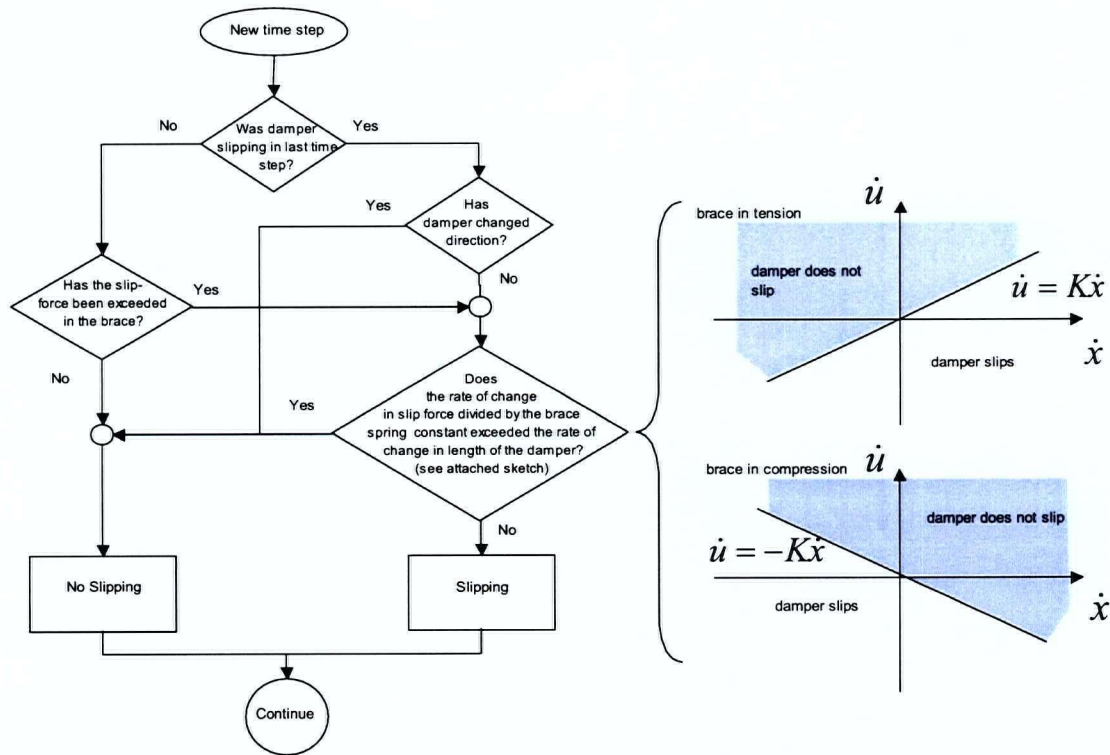 New time step
No
Was damper
slipping in last time
step?
Yes
Yes
Has
damper changed
direction?
No
Has the slip-
force been exceeded
in the brace?
Yes
No
Does
the rate of change
in slip force divided by the brace
spring constant exceeded the rate of
change in length of the damper?
(see attached sketch)
Yes
No
No Slipping
Slipping
Continue
brace in tension
u̇
damper does not
slip
u̇ = Kẋ
ẋ
damper slips
brace in compression
u̇
damper does not slip
u̇ = −Kẋ
damper slips
ẋ